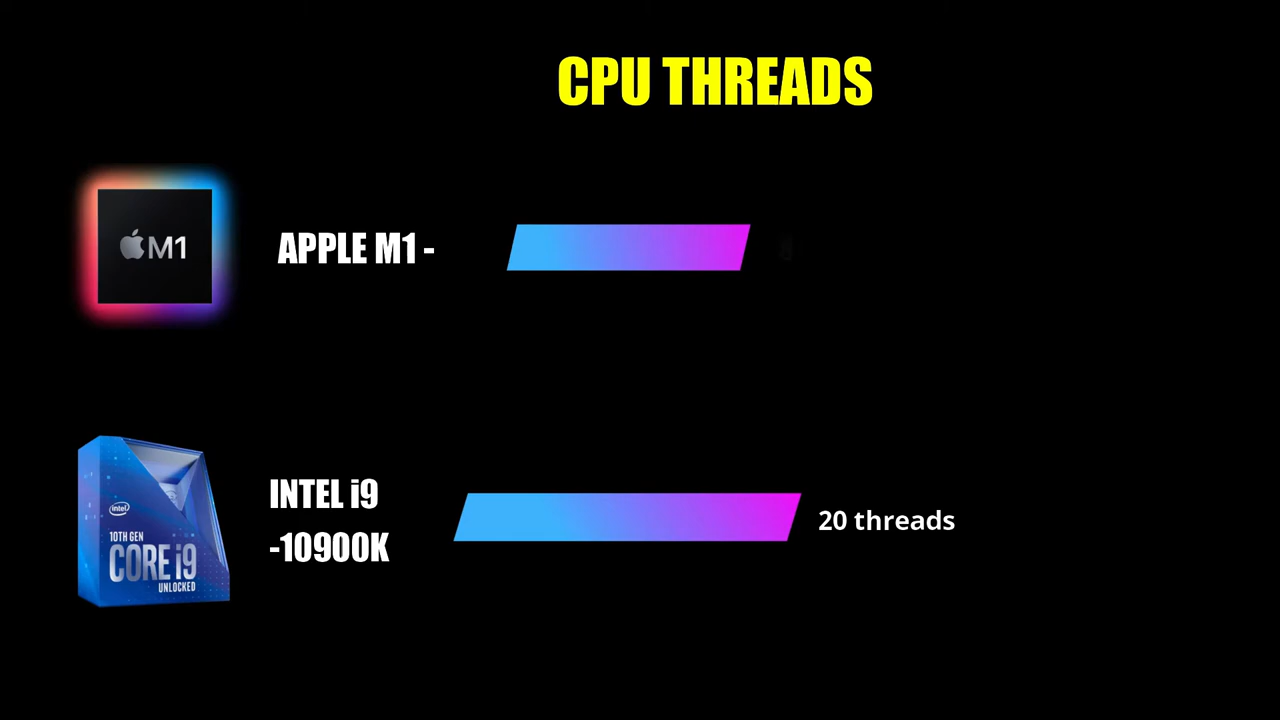 CPU THREADS
M1
APPLE M1 -
INTEL i9
-10900K
20 threads
intel
10TH GEN
CORE i9
UNLOCKED